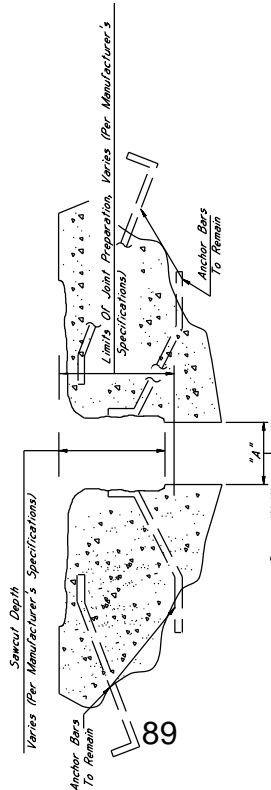 Sawcut Depth
Varies (Per Manufacturer's Specifications)
Limits Of Joint Preparation, Varies (Per Manufacturer's
Specifications)
Anchor Bars
To Remain
Anchor Bars
To Remain
"A"
89